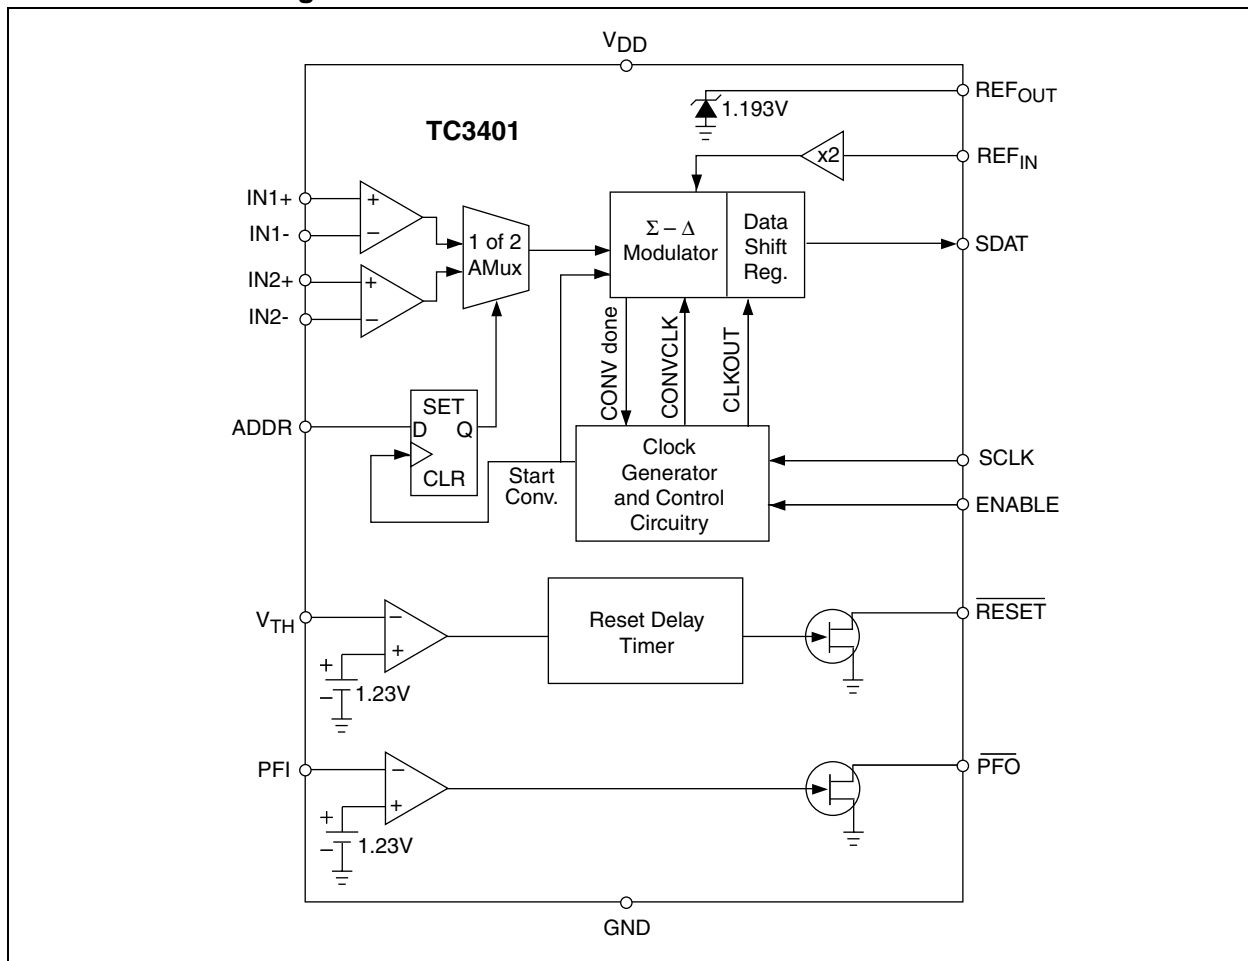 g
VDD
REFOUT
1.193V
TC3401
x2
REFIN
IN1+
+
IN1-
−
1 of 2
AMux
Σ − Δ
Modulator
Data
Shift
Reg.
SDAT
IN2+
+
IN2-
−
CONV done
CONVCLK
CLKOUT
ADDR
SET
D Q
CLR
Start
Conv.
Clock
Generator
and Control
Circuitry
SCLK
ENABLE
VTH
−
+
+
−
1.23V
Reset Delay
Timer
RESET
PFI
−
+
+
−
1.23V
PFO
GND